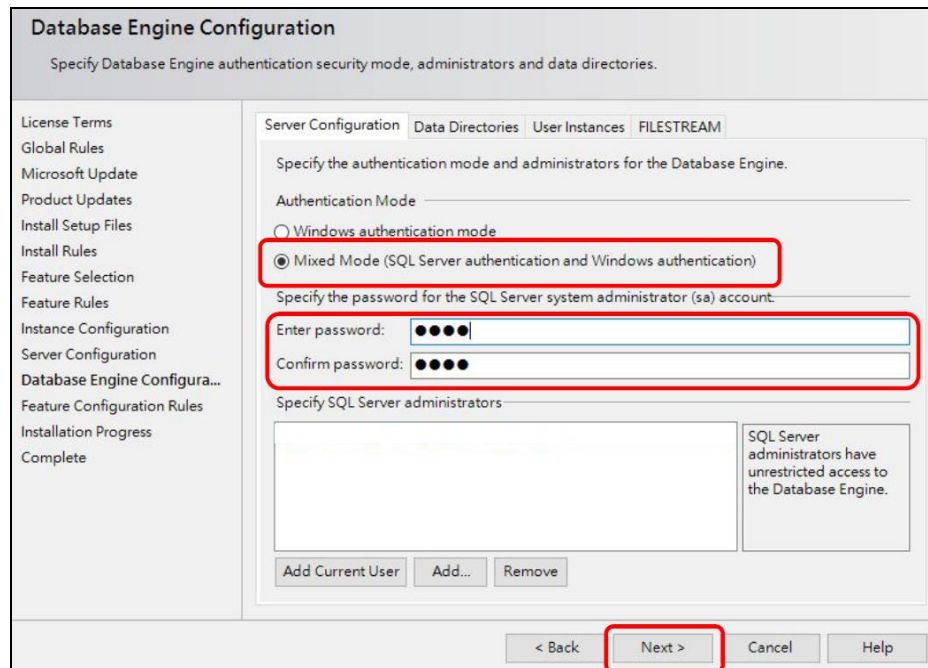 Database Engine Configuration
Specify Database Engine authentication security mode, administrators and data directories.
License Terms
Global Rules
Microsoft Update
Product Updates
Install Setup Files
Install Rules
Feature Selection
Feature Rules
Instance Configuration
Server Configuration
Database Engine Configura...
Feature Configuration Rules
Installation Progress
Complete
Server Configuration Data Directories User Instances FILESTREAM
Specify the authentication mode and administrators for the Database Engine.
Authentication Mode
Windows authentication mode
Mixed Mode (SQL Server authentication and Windows authentication)
Specify the password for the SQL Server system administrator (sa) account.
Enter password: ●●●●
Confirm password: ●●●●
Specify SQL Server administrators
SQL Server
administrators have
unrestricted access to
the Database Engine.
Add Current User Add... Remove
< Back Next > Cancel Help